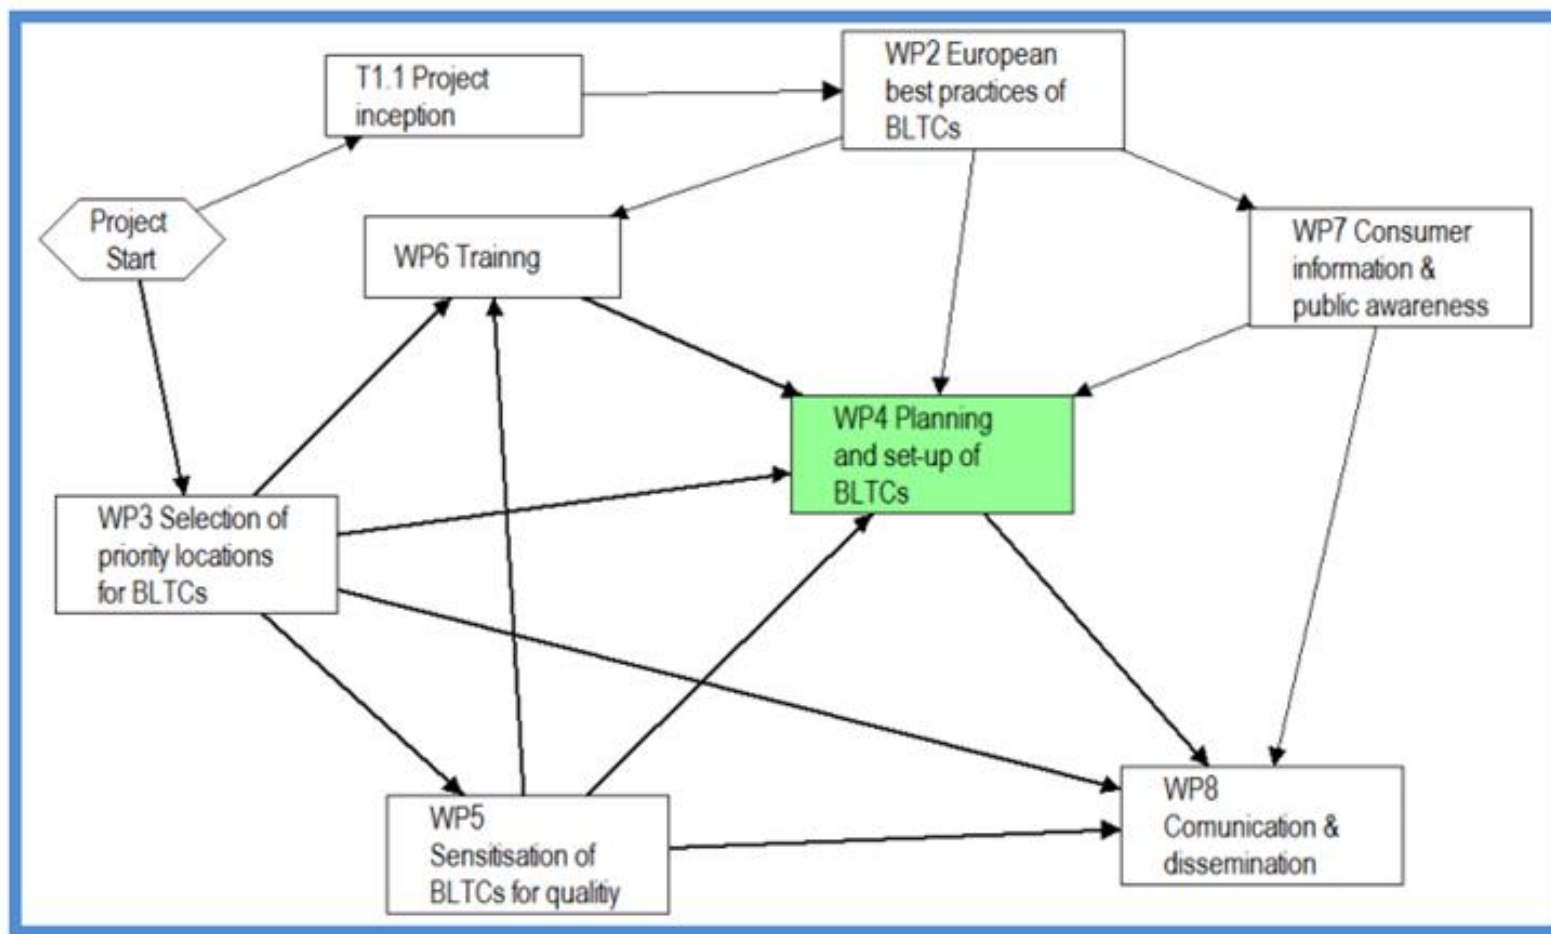 T1.1 Project
inception
WP2 European
best practices of
BLTCs
Project
Start
WP6 Trainng
WP7 Consumer
information &
public awareness
WP4 Planning
and set-up of
BLTCs
WP3 Selection of
priority locations
for BLTCs
WP5
Sensitisation of
BLTCs for qualitiy
WP8
Comunication &
dissemination